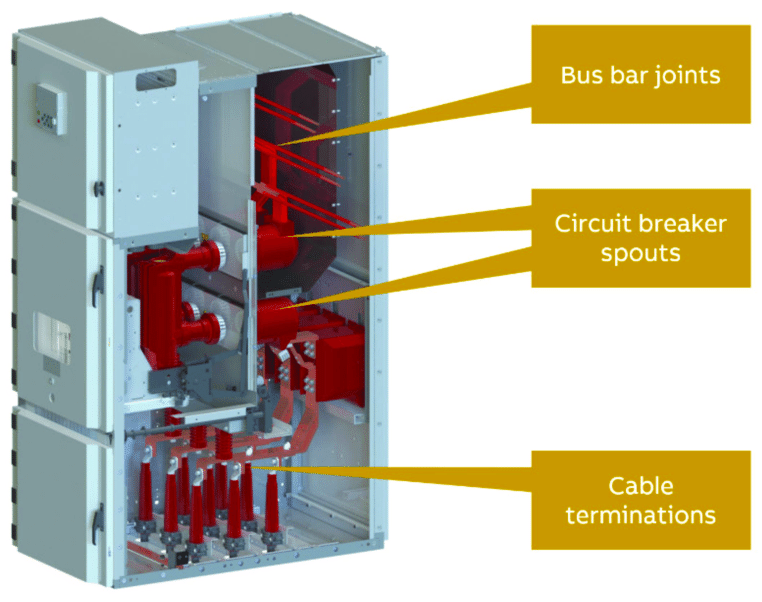 Bus bar joints
Circuit breaker
spouts
Cable
terminations